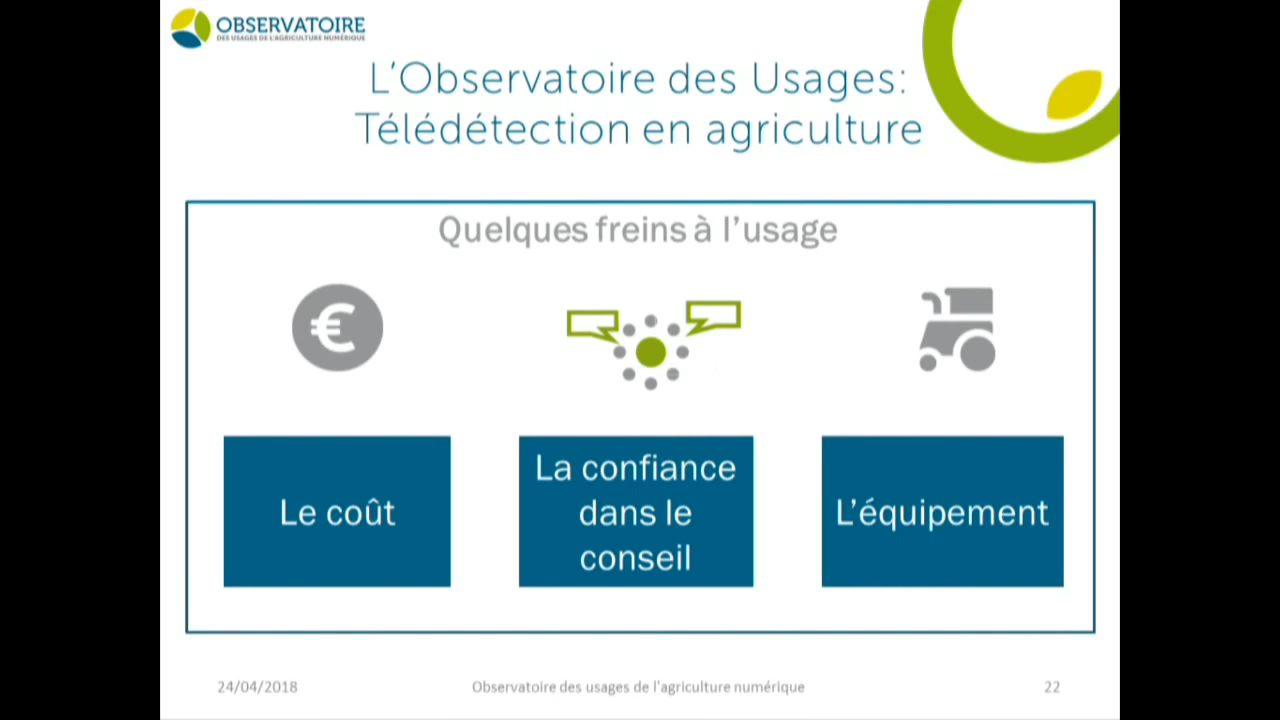 OBSERVATOIRE
DES USAGES DE L'AGRICULTURE NUMÉRIQUE
L'Observatoire des Usages:
Télédétection en agriculture
Quelques freins à l'usage
€
Le coût
La confiance
dans le
conseil
L'équipement
24/04/2018
Observatoire des usages de l'agriculture numérique
22